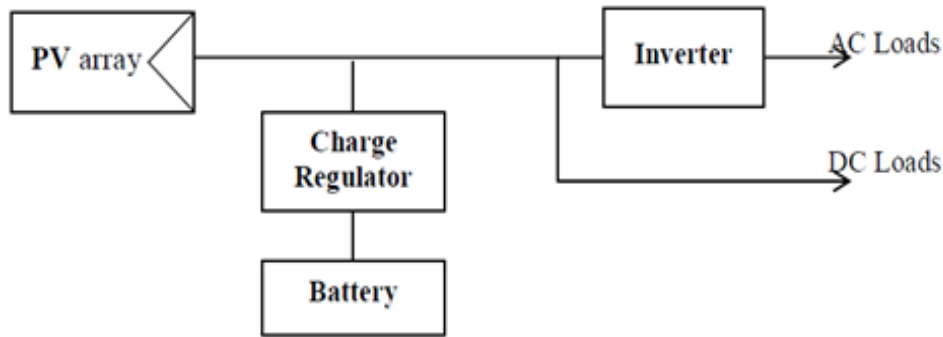 PV array
Inverter
AC Loads
Charge
Regulator
DC Loads
Battery